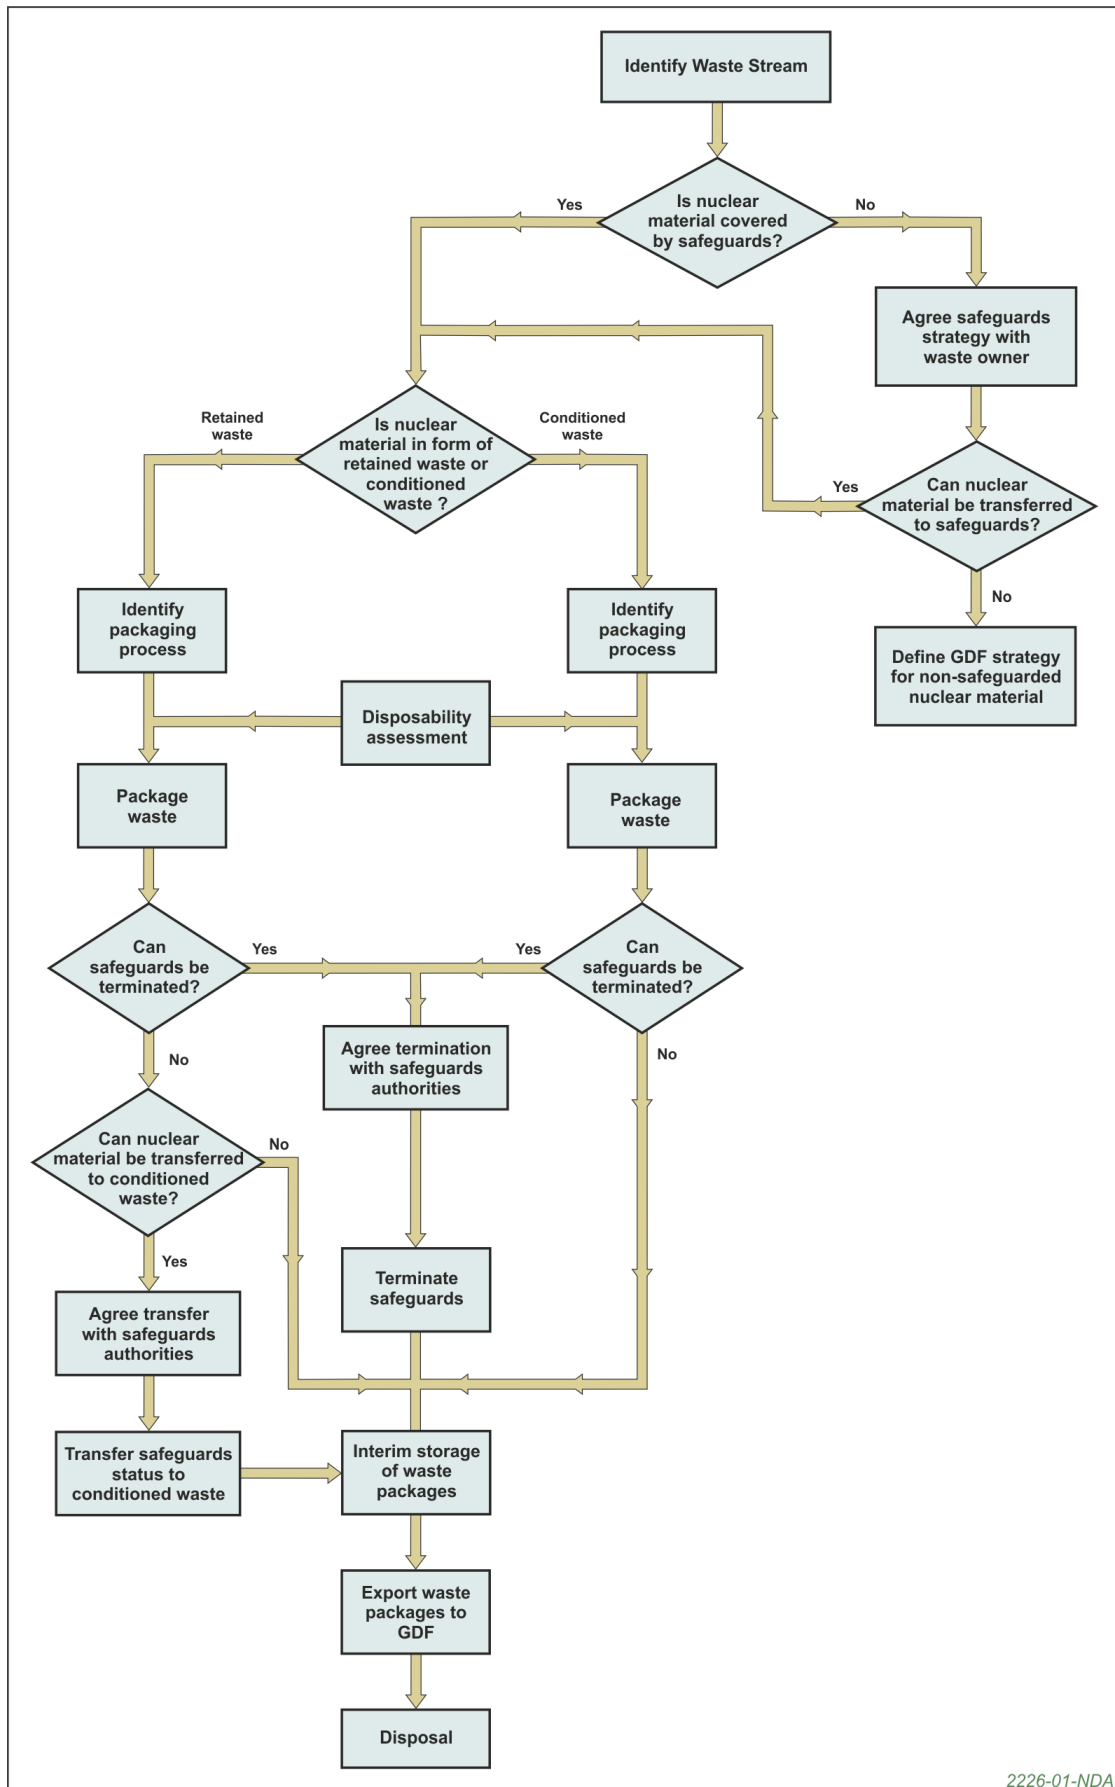 Identify Waste Stream
Is nuclear
material covered
by safeguards?
Yes
No
Agree safeguards
strategy with
waste owner
Can nuclear
material be transferred
to safeguards?
Yes
No
Define GDF strategy
for non-safeguarded
nuclear material
Is nuclear
material in form of
retained waste or
conditioned
waste ?
Retained
waste
Conditioned
waste
Identify
packaging
process
Identify
packaging
process
Disposability
assessment
Package
waste
Package
waste
Can
safeguards be
terminated?
Yes
Yes
Can
safeguards be
terminated?
No
No
Agree termination
with safeguards
authorities
Can nuclear
material be transferred
to conditioned
waste?
No
Yes
Terminate
safeguards
Agree transfer
with safeguards
authorities
Transfer safeguards
status to
conditioned waste
Interim storage
of waste
packages
Export waste
packages to
GDF
Disposal
2226-01-NDA